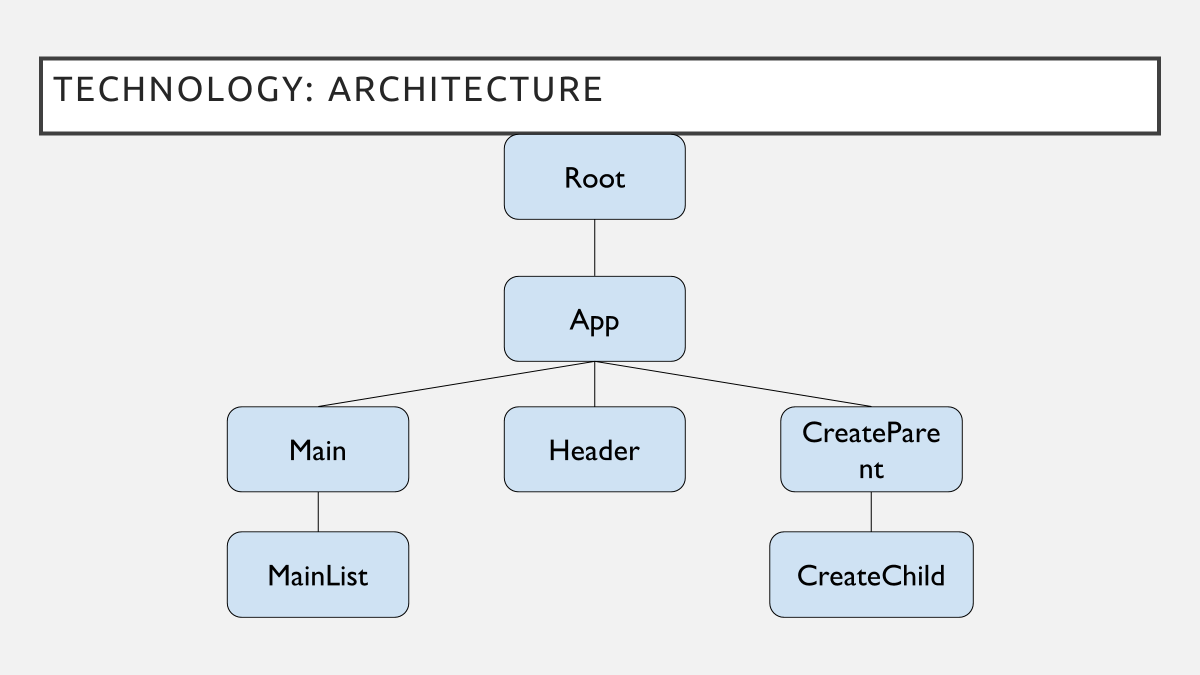 TECHNOLOGY: ARCHITECTURE
Root
App
Main
Header
CreatePare
nt
MainList
CreateChild